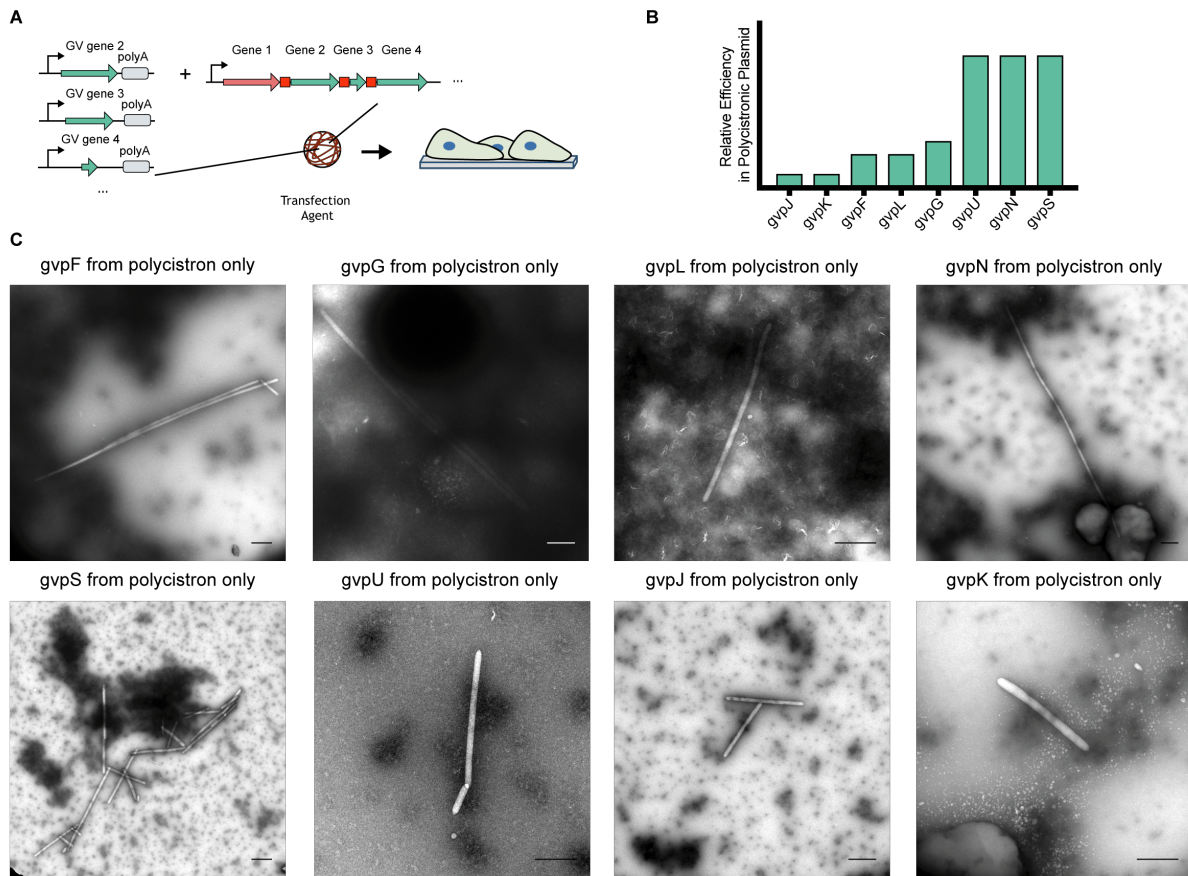 A
GV gene 2
polyA
+
Gene 1 Gene 2 Gene 3 Gene 4
...
GV gene 3
polyA
GV gene 4
polyA
...
Transfection
Agent
B
Relative Efficiency
in Polycistronic Plasmid
gvpJ gvpK gvpF gvpL gvpG gvpU gvpN gvpS
C
gvpF from polycistron only
gvpG from polycistron only
gvpL from polycistron only
gvpN from polycistron only
gvpS from polycistron only
gvpU from polycistron only
gvpJ from polycistron only
gvpK from polycistron only